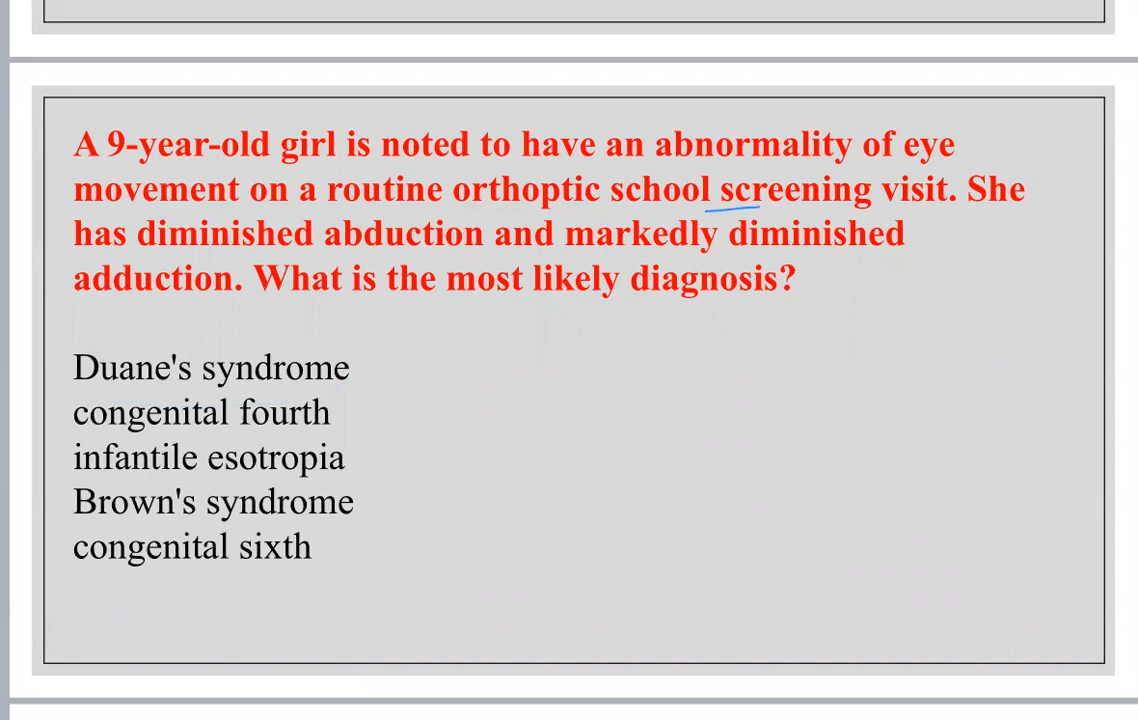 A 9-year-old girl is noted to have an abnormality of eye
movement on a routine orthoptic school screening visit. She
has diminished abduction and markedly diminished
adduction. What is the most likely diagnosis?
Duane's syndrome
congenital fourth
infantile esotropia
Brown's syndrome
congenital sixth